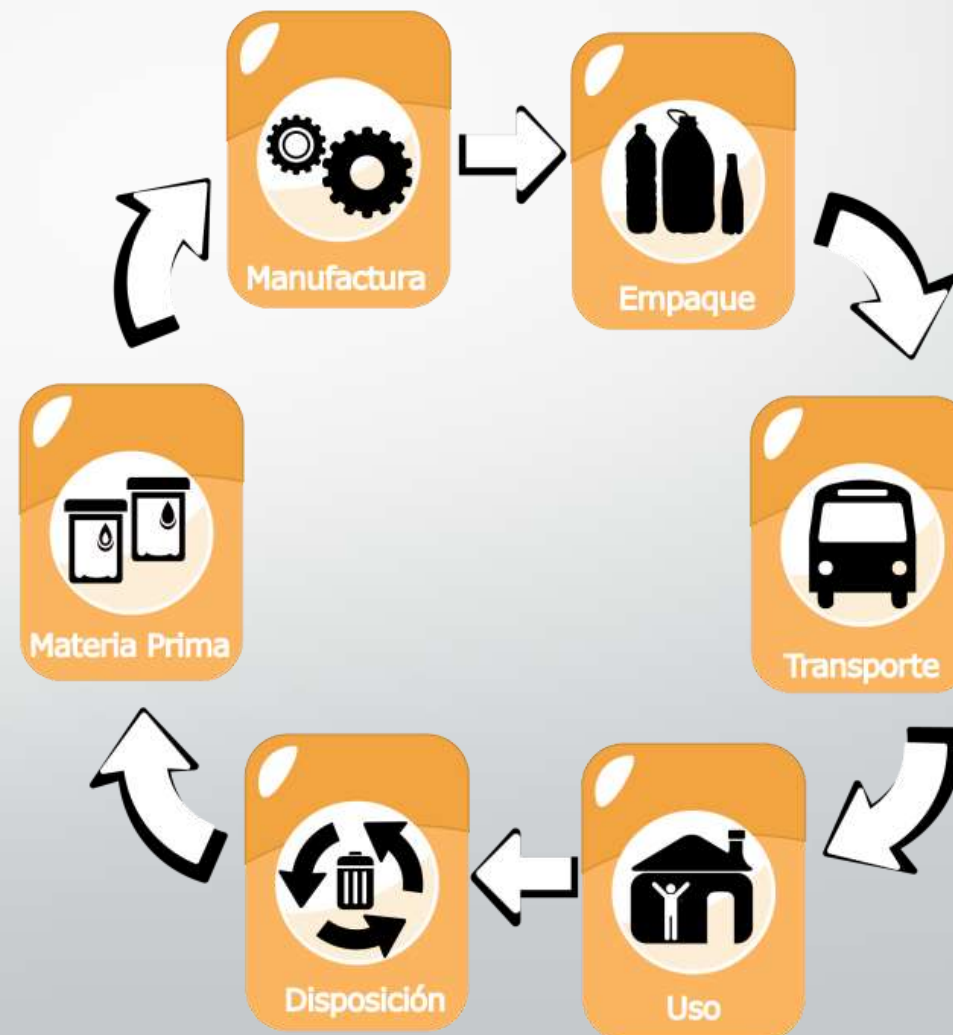 Manufactura
Empaque
Materia Prima
Transporte
Disposición
Uso